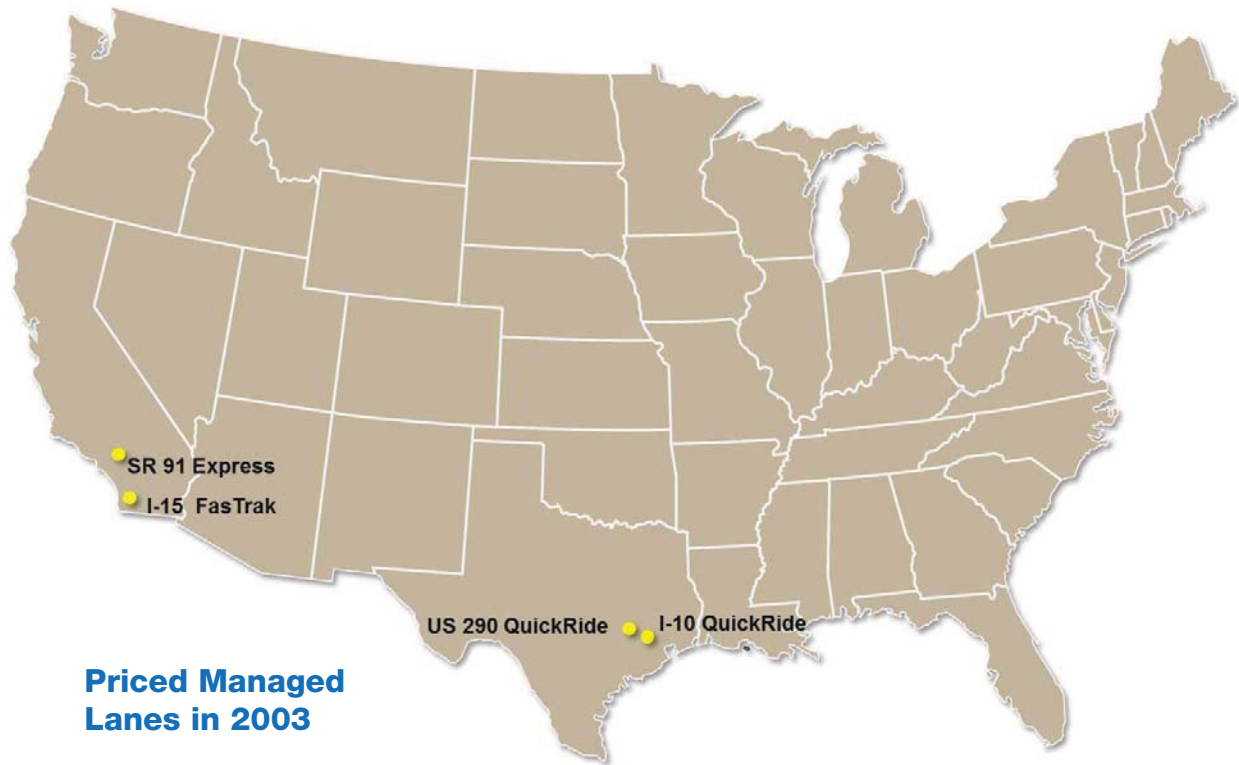 SR 91 Express
I-15 FasTrak
US 290 QuickRide
I-10 QuickRide
Priced Managed
Lanes in 2003